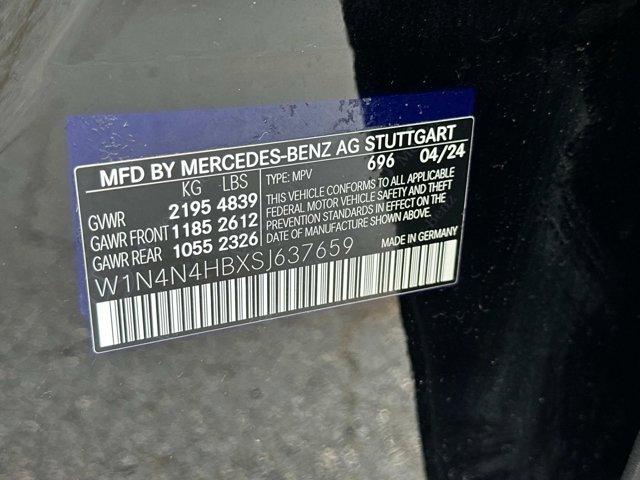 MFD BY MERCEDES-BENZ AG STUTTGART
696 04/24
KG LBS
GVWR 2195 4839
GAWR FRONT 1185 2612
GAWR REAR 1055 2326
TYPE: MPV
THIS VEHICLE CONFORMS TO ALL APPLICABLE
FEDERAL MOTOR VEHICLE SAFETY AND THEFT
PREVENTION STANDARDS IN EFFECT ON THE
DATE OF MANUFACTURE SHOWN ABOVE.
MADE IN GERMANY
W1N4N4HBXSJ637659